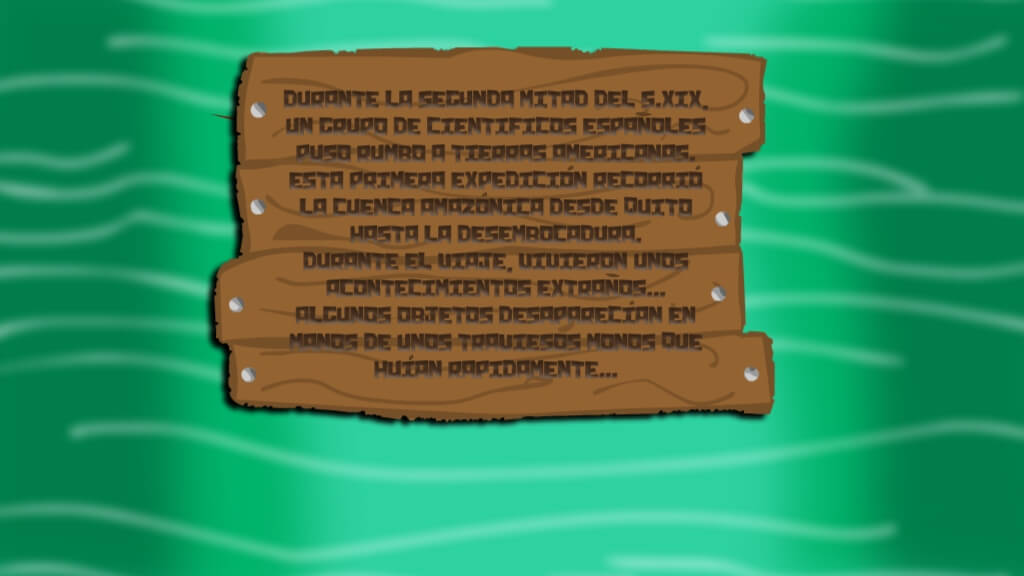 DURANTE LA SEGUNDA MITAD DEL S.XIX,
UN GRUPO DE CIENTIFICOS ESPAÑOLES
PUSO RUMBO A TIERRAS AMERICANAS.
ESTA PRIMERA EXPEDICIÓN RECORRIÓ
LA CUENCA AMAZÓNICA DESDE QUITO
HASTA LA DESEMBOCADURA.
DURANTE EL VIAJE, VIVIERON UNOS
ACONTECIMIENTOS EXTRAÑOS...
ALGUNOS OBJETOS DESAPARECÍAN EN
MANOS DE UNOS TRAVIESOS MONOS QUE
HUÍAN RAPIDAMENTE...